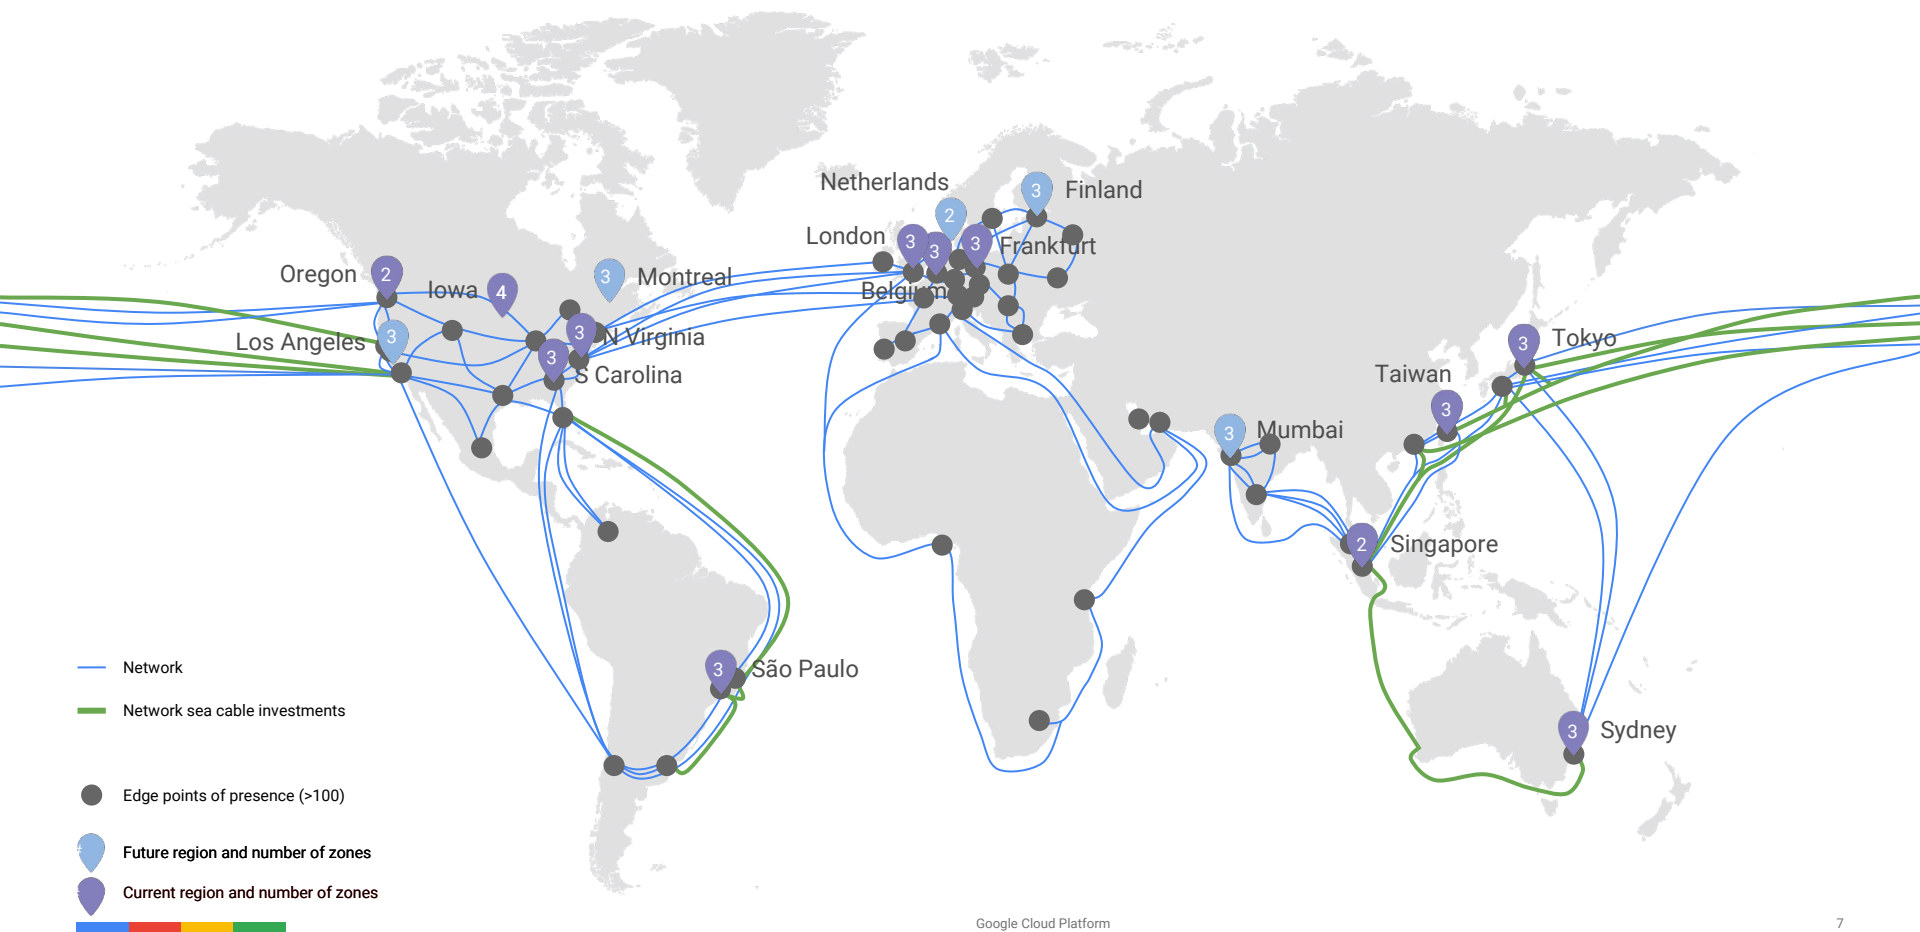 Netherlands
3
Finland
2
London
3
3
3
Frankfurt
Oregon
2
Iowa
4
3
Montreal
Belgium
Los Angeles
3
3
N Virginia
3
S Carolina
3
Tokyo
Taiwan
3
3
Mumbai
2
Singapore
3
São Paulo
3
Sydney
Network
Network sea cable investments
Edge points of presence (>100)
Future region and number of zones
Current region and number of zones
Google Cloud Platform
7